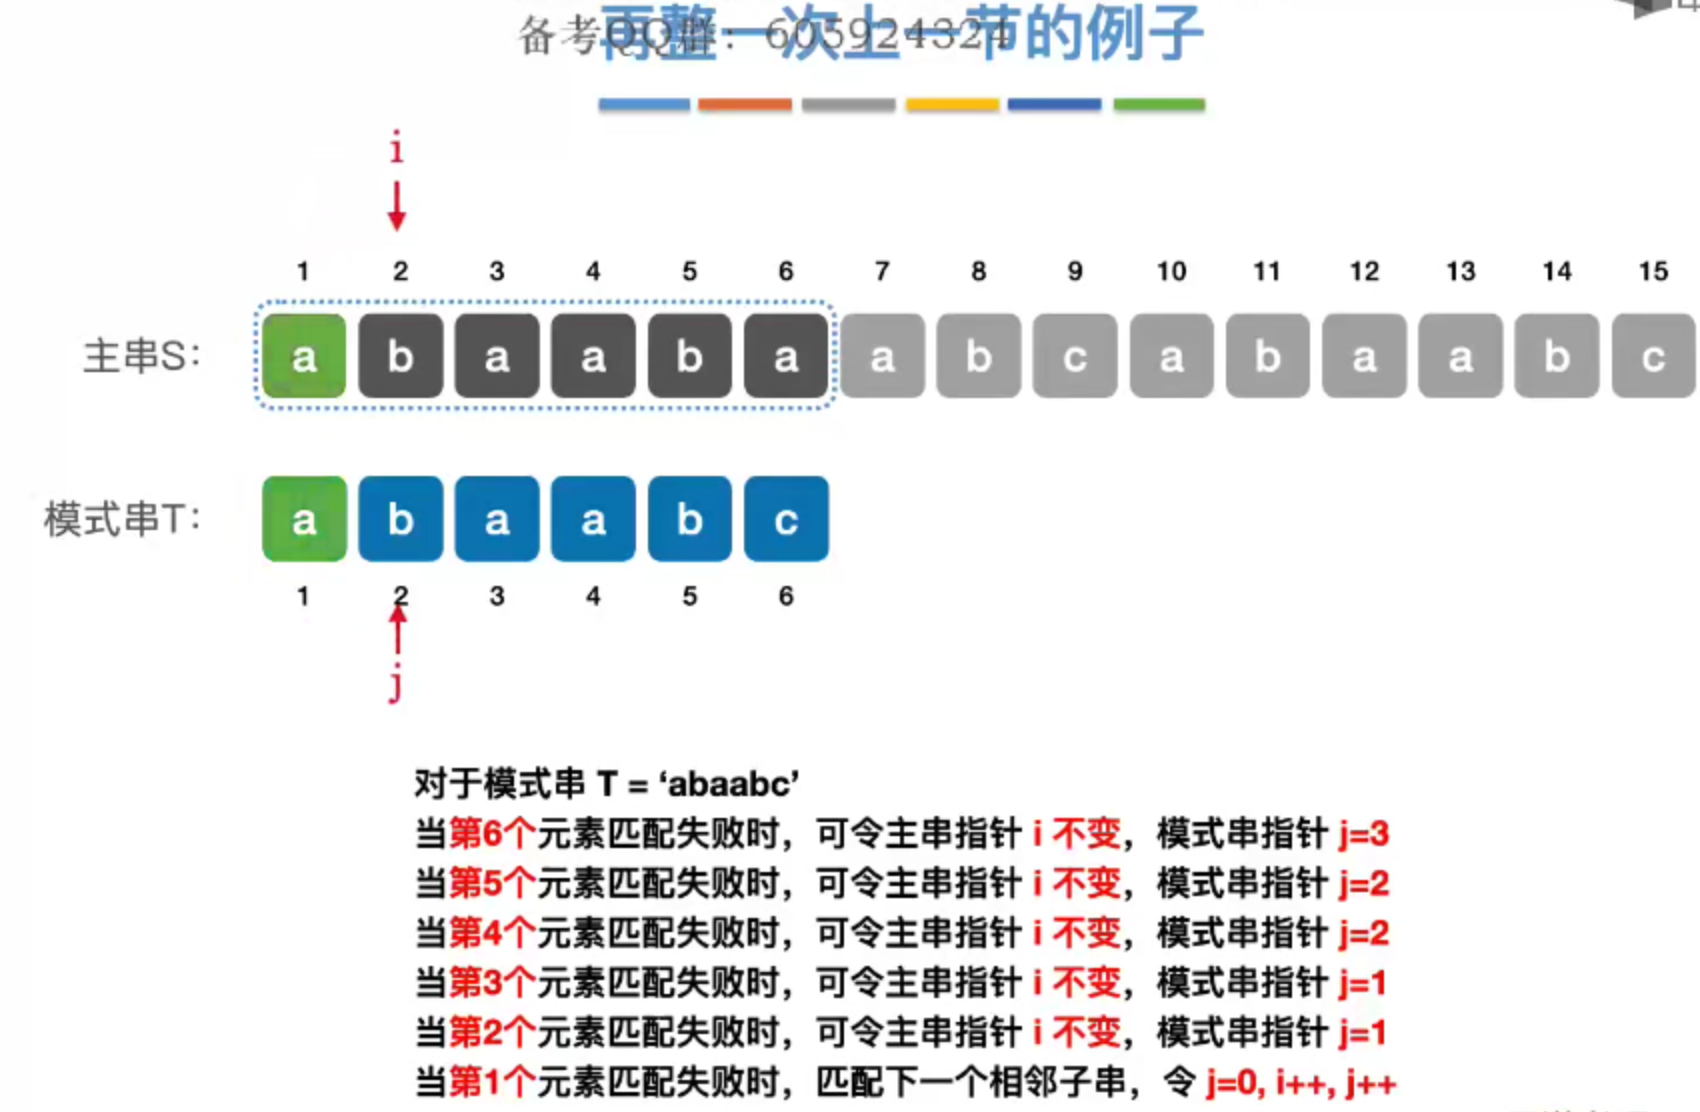 再整一次上一节的例子
备考QQ群：605924324
i
1 2 3 4 5 6 7 8 9 10 11 12 13 14 15
主串S： a b a a b a a b c a b a a b c
模式串T： a b a a b c
1 2 3 4 5 6
j
对于模式串 T = ‘abaabc’
当第6个元素匹配失败时，可令主串指针 i 不变，模式串指针 j=3
当第5个元素匹配失败时，可令主串指针 i 不变，模式串指针 j=2
当第4个元素匹配失败时，可令主串指针 i 不变，模式串指针 j=2
当第3个元素匹配失败时，可令主串指针 i 不变，模式串指针 j=1
当第2个元素匹配失败时，可令主串指针 i 不变，模式串指针 j=1
当第1个元素匹配失败时，匹配下一个相邻子串，令 j=0, i++, j++